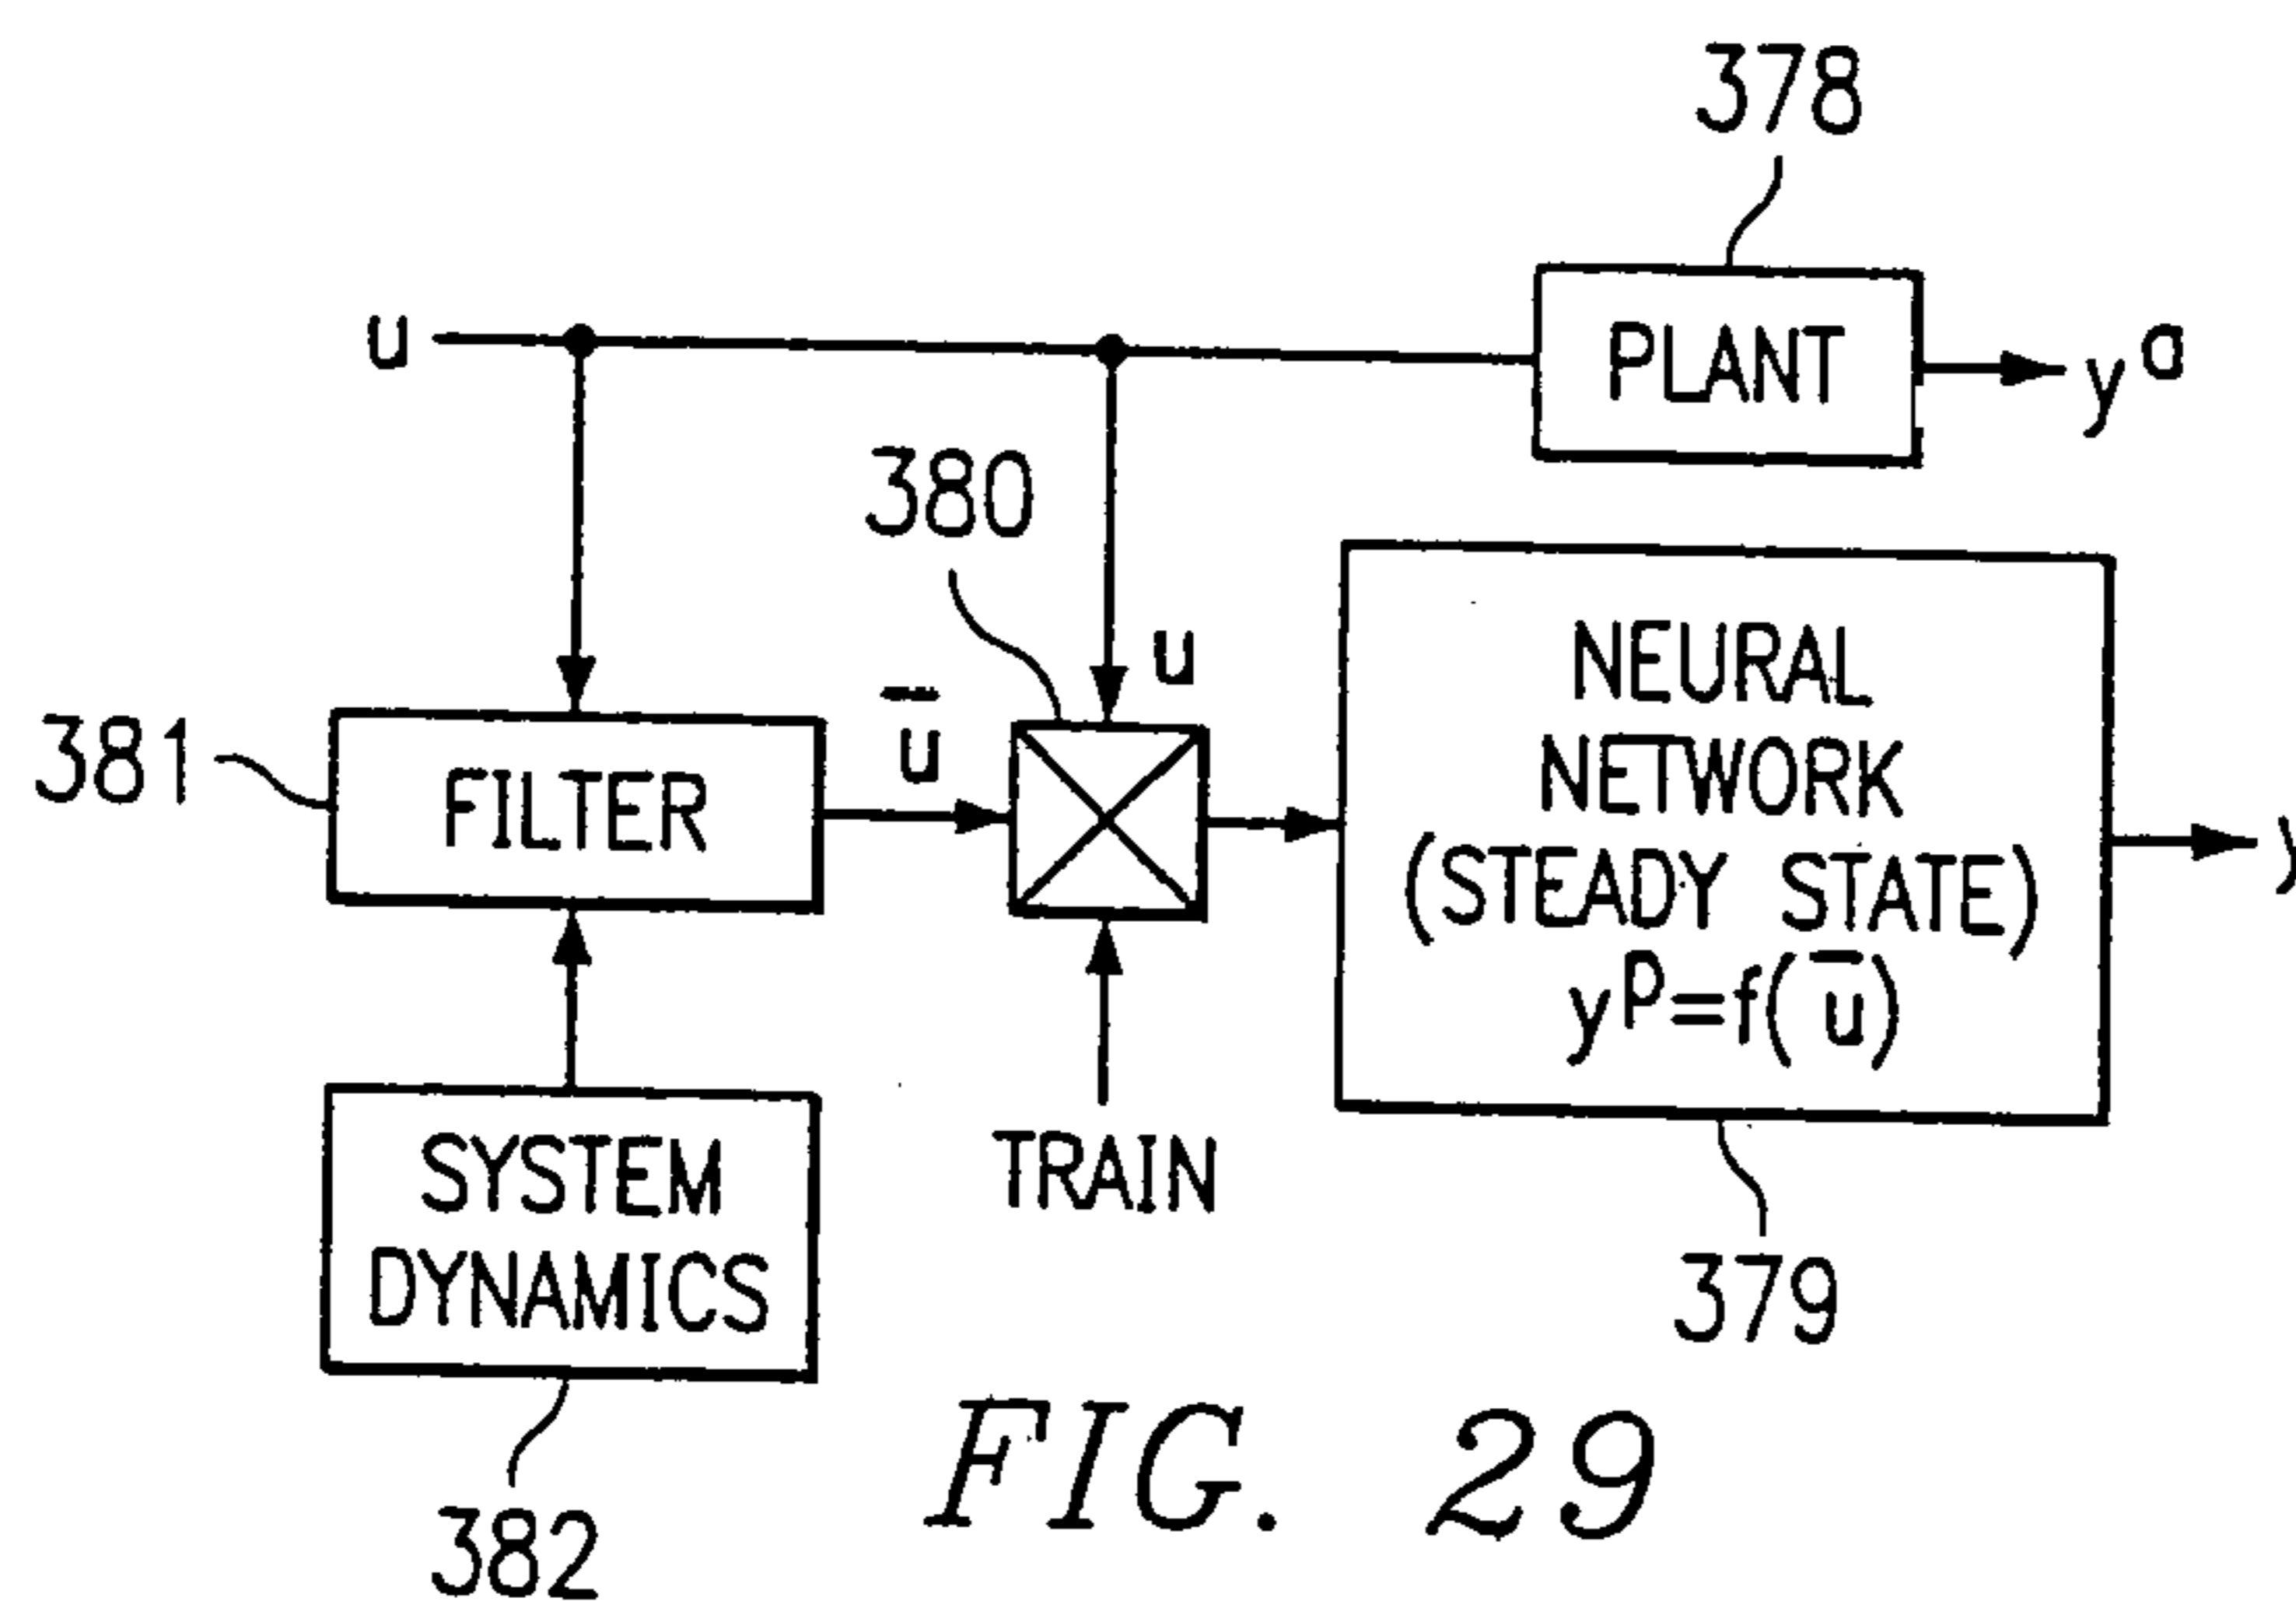 378
u
PLANT
y^a
380
u
NEURAL
NETWORK
(STEADY STATE)
y^P=f(u̅)
u̅
381
FILTER
TRAIN
SYSTEM
DYNAMICS
379
382
FIG. 29